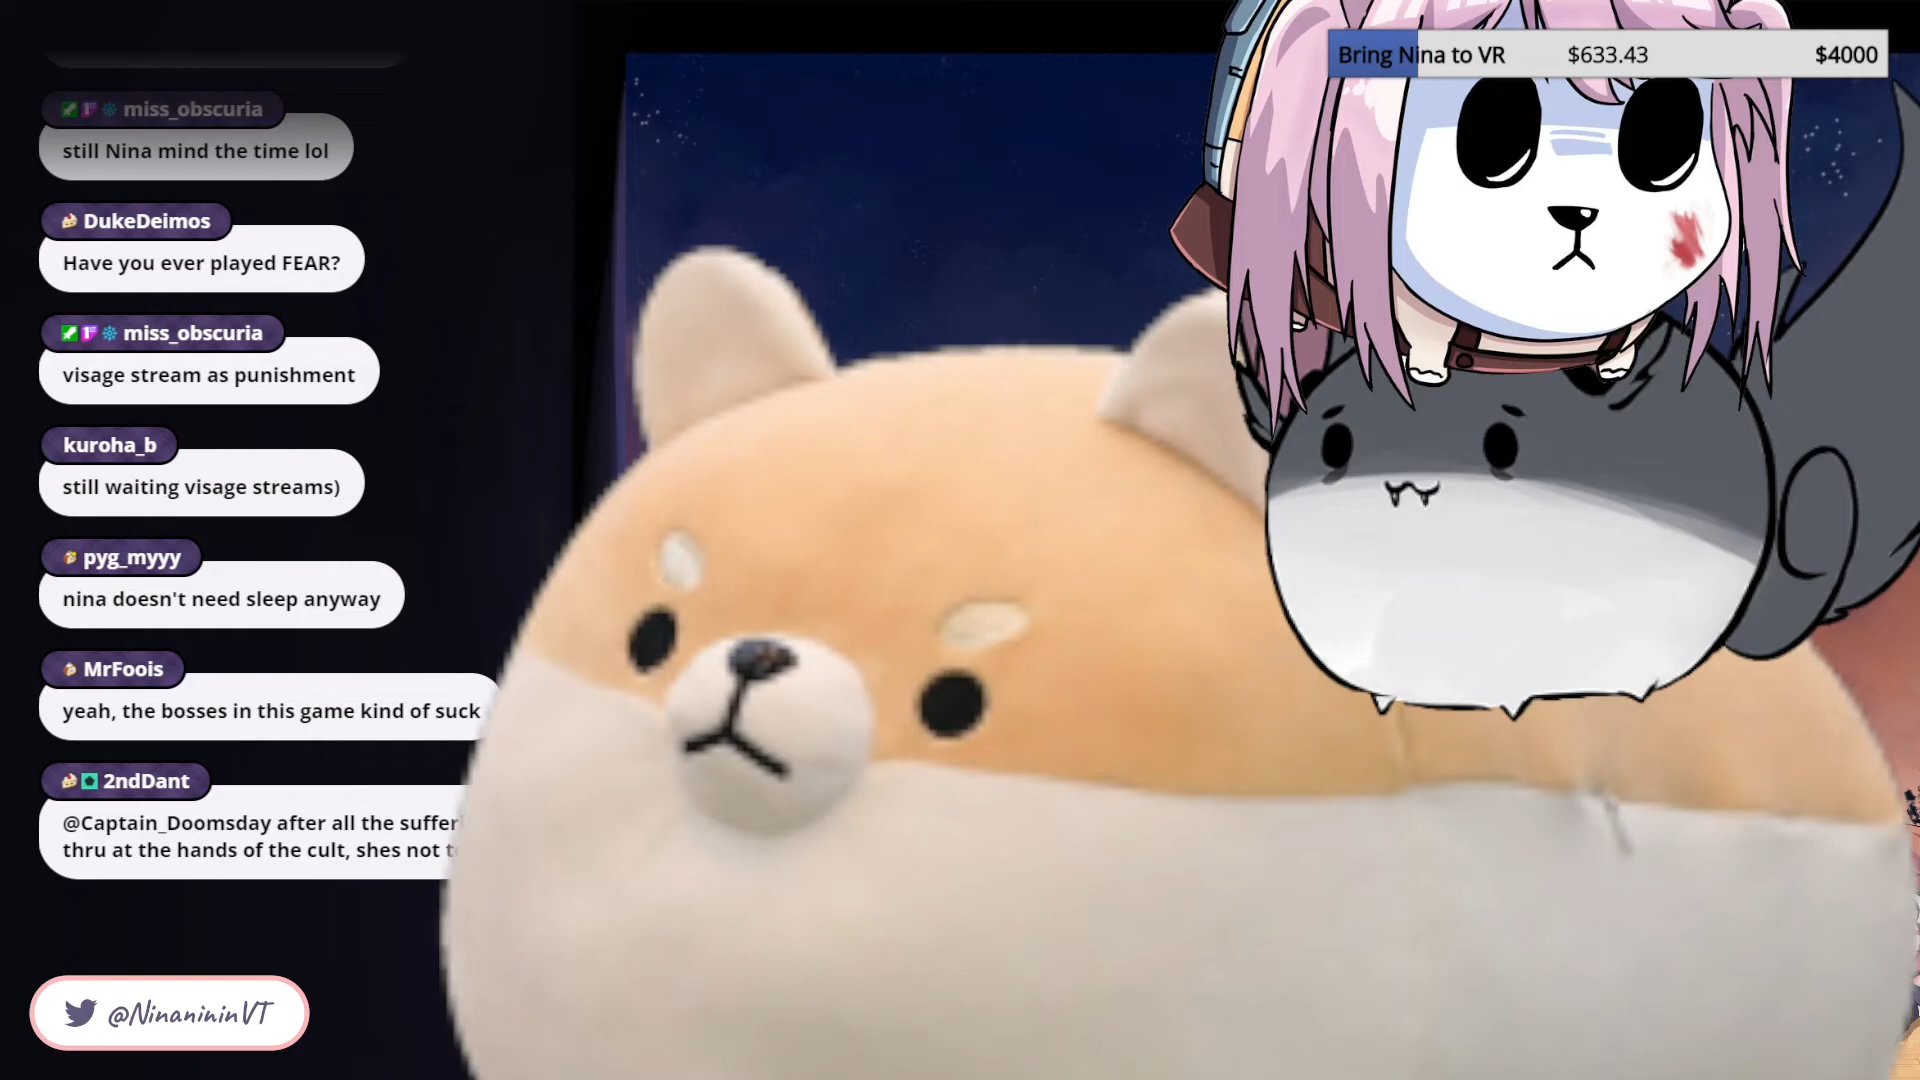 miss_obscuria
still Nina mind the time lol
DukeDeimos
Have you ever played FEAR?
miss_obscuria
visage stream as punishment
kuroha_b
still waiting visage streams)
pyg_myyy
nina doesn't need sleep anyway
MrFoois
yeah, the bosses in this game kind of suck
2ndDant
@Captain_Doomsday after all the
thru at the hands of the cult, shes not
@NinanininVT
Bring Nina to VR $633.43 $4000